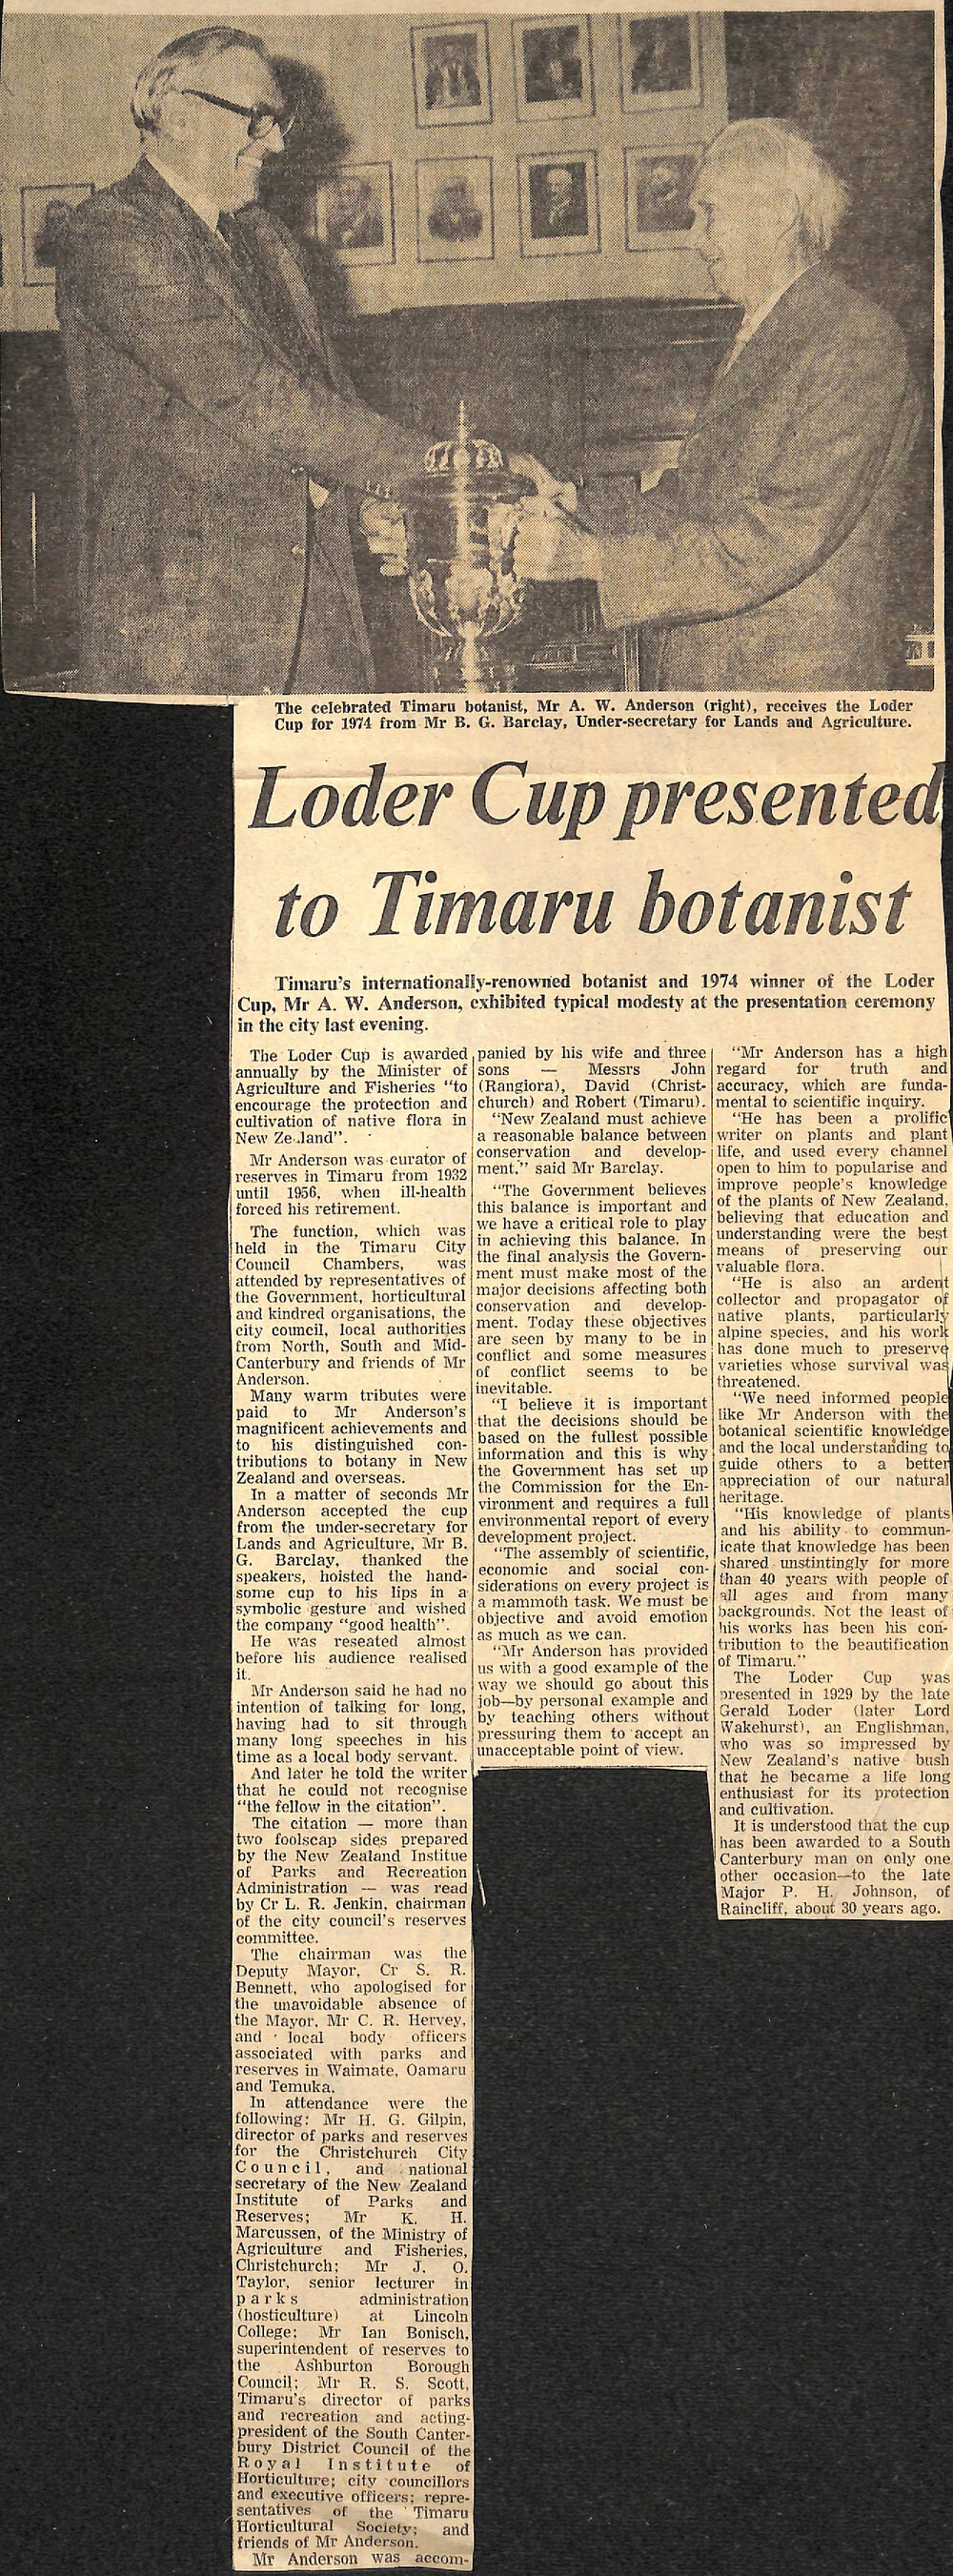 The celebrated Timaru botanist, Mr A. W. Anderson (right), receives the Loder
Cup for 1974 from Mr B. G. Barclay, Under-secretary for Lands and Agriculture.
Loder Cup presented
to Timaru botanist
Timaru's internationally-renowned botanist and 1974 winner of the Loder
Cup, Mr A. W. Anderson, exhibited typical modesty at the presentation ceremony
in the city last evening.
The Loder Cup is awarded
annually by the Minister of
Agriculture and Fisheries "to
encourage the protection and
cultivation of native flora in
New Zealand".
Mr Anderson was curator of
reserves in Timaru from 1932
until 1956, when ill-health
forced his retirement.
The function, which was
held in the Timaru City
Council Chambers, was
attended by representatives of
the Government, horticultural
and kindred organisations, the
city council, local authorities
from North, South and Mid-
Canterbury and friends of Mr
Anderson.
Many warm tributes were
paid to Mr Anderson's
magnificent achievements and
to his distinguished con-
tributions to botany in New
Zealand and overseas.
In a matter of seconds Mr
Anderson accepted the cup
from the under-secretary for
Lands and Agriculture, Mr B.
G. Barclay, thanked the
speakers, hoisted the hand-
some cup to his lips in a
symbolic gesture and wished
the company "good health".
He was reseated almost
before his audience realised
it.
Mr Anderson said he had no
intention of talking for long,
having had to sit through
many long speeches in his
time as a local body servant.
And later he told the writer
that he could not recognise
"the fellow in the citation".
The citation — more than
two foolscap sides prepared
by the New Zealand Institue
of Parks and Recreation
Administration — was read
by Cr L. R. Jenkin, chairman
of the city council's reserves
committee.
The chairman was the
Deputy Mayor, Cr S. R.
Bennett, who apologised for
the unavoidable absence of
the Mayor, Mr C. R. Hervey,
and local body officers
associated with parks and
reserves in Waimate, Oamaru
and Temuka.
In attendance were the
following: Mr H. G. Gilpin,
director of parks and reserves
for the Christchurch City
Council, and national
secretary of the New Zealand
Institute of Parks and
Reserves; Mr K. H.
Marcussen, of the Ministry of
Agriculture and Fisheries,
Christchurch; Mr J. O.
Taylor, senior lecturer in
parks administration
(hosticulture) at Lincoln
College; Mr Ian Bonisch,
superintendent of reserves to
the Ashburton Borough
Council; Mr R. S. Scott,
Timaru's director of parks
and recreation and acting-
president of the South Canter-
bury District Council of the
Royal Institute of
Horticulture; city councillors
and executive officers; repre-
sentatives of the Timaru
Horticultural Society; and
friends of Mr Anderson.
Mr Anderson was accom-
panied by his wife and three
sons — Messrs John
(Rangiora), David (Christ-
church) and Robert (Timaru).
"New Zealand must achieve
a reasonable balance between
conservation and develop-
ment," said Mr Barclay.
"The Government believes
this balance is important and
we have a critical role to play
in achieving this balance. In
the final analysis the Govern-
ment must make most of the
major decisions affecting both
conservation and develop-
ment. Today these objectives
are seen by many to be in
conflict and some measures
of conflict seems to be
inevitable.
"I believe it is important
that the decisions should be
based on the fullest possible
information and this is why
the Government has set up
the Commission for the En-
vironment and requires a full
environmental report of every
development project.
"The assembly of scientific,
economic and social con-
siderations on every project is
a mammoth task. We must be
objective and avoid emotion
as much as we can.
"Mr Anderson has provided
us with a good example of the
way we should go about this
job—by personal example and
by teaching others without
pressuring them to accept an
unacceptable point of view.
"Mr Anderson has a high
regard for truth and
accuracy, which are funda-
mental to scientific inquiry.
"He has been a prolific
writer on plants and plant
life, and used every channel
open to him to popularise and
improve people's knowledge
of the plants of New Zealand,
believing that education and
understanding were the best
means of preserving our
valuable flora.
"He is also an ardent
collector and propagator of
native plants, particularly
alpine species, and his work
has done much to preserve
varieties whose survival was
threatened.
"We need informed people
like Mr Anderson with the
botanical scientific knowledge
and the local understanding to
guide others to a better
appreciation of our natural
heritage.
"His knowledge of plants
and his ability to commun-
icate that knowledge has been
shared unstintingly for more
than 40 years with people of
all ages and from many
backgrounds. Not the least of
his works has been his con-
tribution to the beautification
of Timaru."
The Loder Cup was
presented in 1929 by the late
Gerald Loder (later Lord
Wakehurst), an Englishman,
who was so impressed by
New Zealand's native bush
that he became a life long
enthusiast for its protection
and cultivation.
It is understood that the cup
has been awarded to a South
Canterbury man on only one
other occasion—to the late
Major P. H. Johnson, of
Raincliff, about 30 years ago.